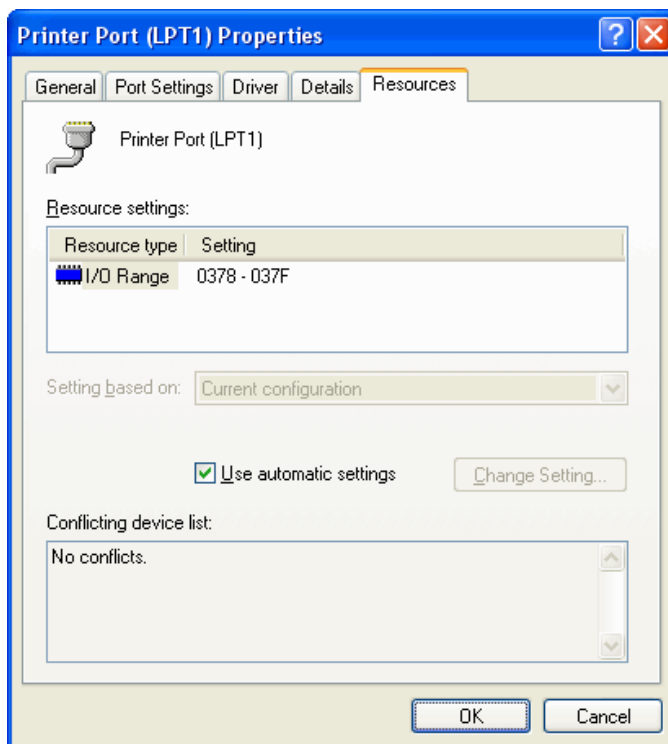 Printer Port (LPT1) Properties
General Port Settings Driver Details Resources
Printer Port (LPT1)
Resource settings:
Resource type Setting
I/O Range 0378 - 037F
Setting based on: Current configuration
Use automatic settings Change Setting...
Conflicting device list:
No conflicts.
OK Cancel